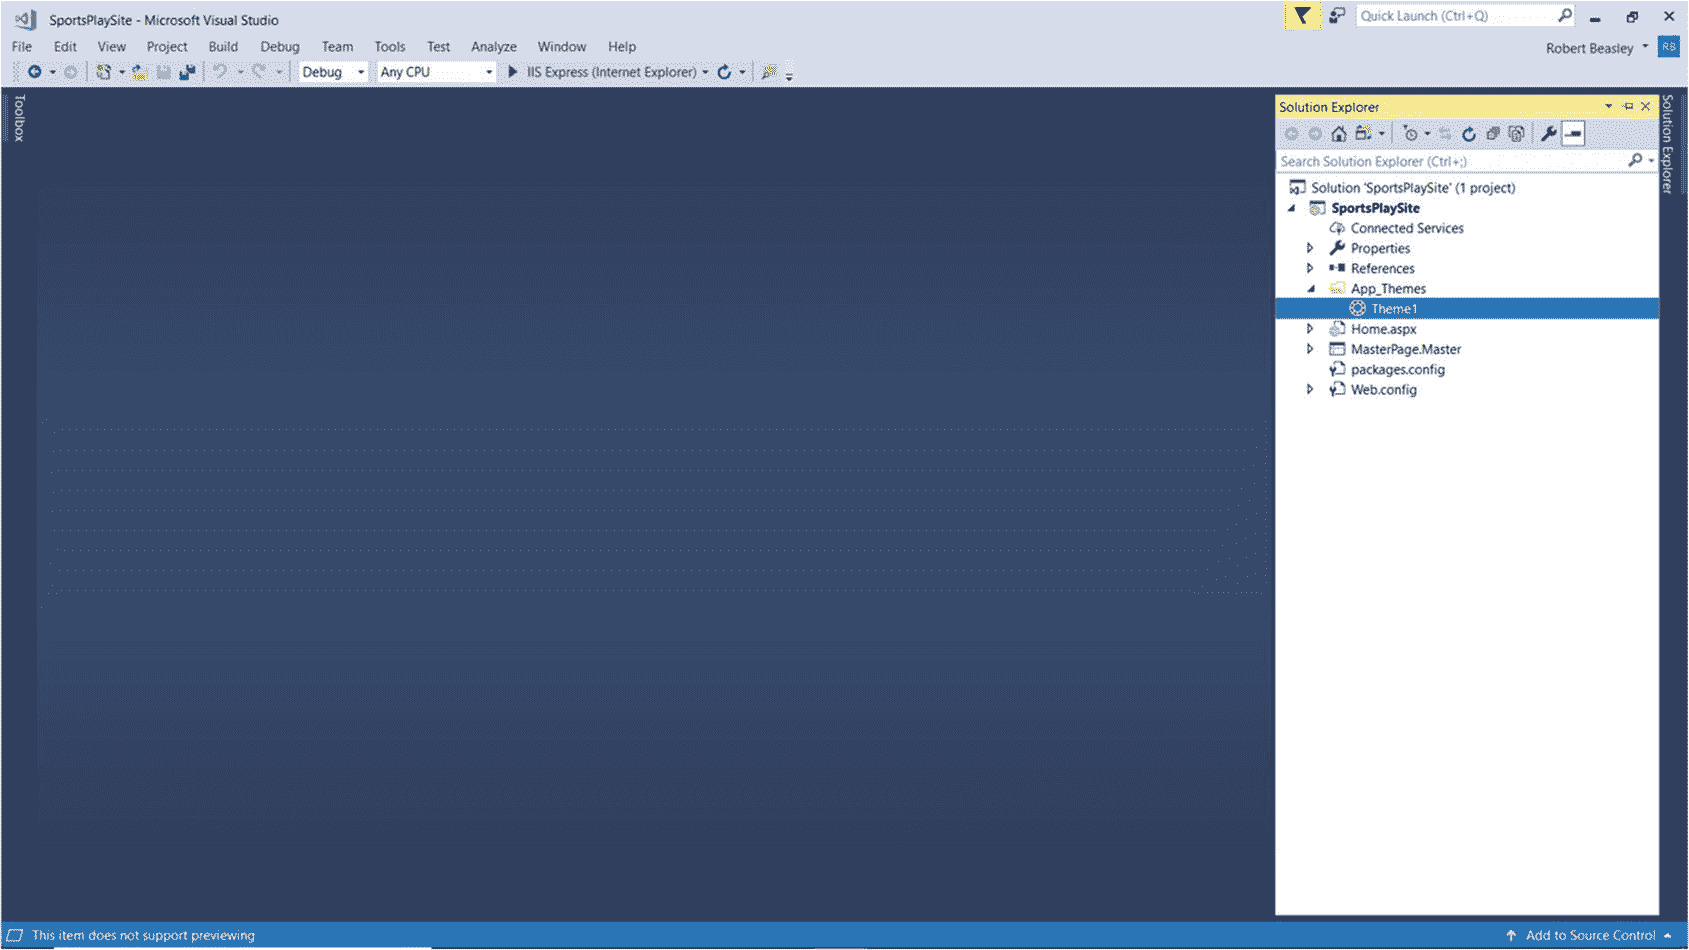 SportsPlaySite - Microsoft Visual Studio
Quick Launch (Ctrl+Q)
File Edit View Project Build Debug Team Tools Test Analyze Window Help
Robert Beasley
RB
Debug Any CPU IIS Express (Internet Explorer)
Toolbox
Solution Explorer
Solution Explorer
Search Solution Explorer (Ctrl+;)
Solution 'SportsPlaySite' (1 project)
SportsPlaySite
Connected Services
Properties
References
App_Themes
Theme1
Home.aspx
MasterPage.Master
packages.config
Web.config
This item does not support previewing
Add to Source Control